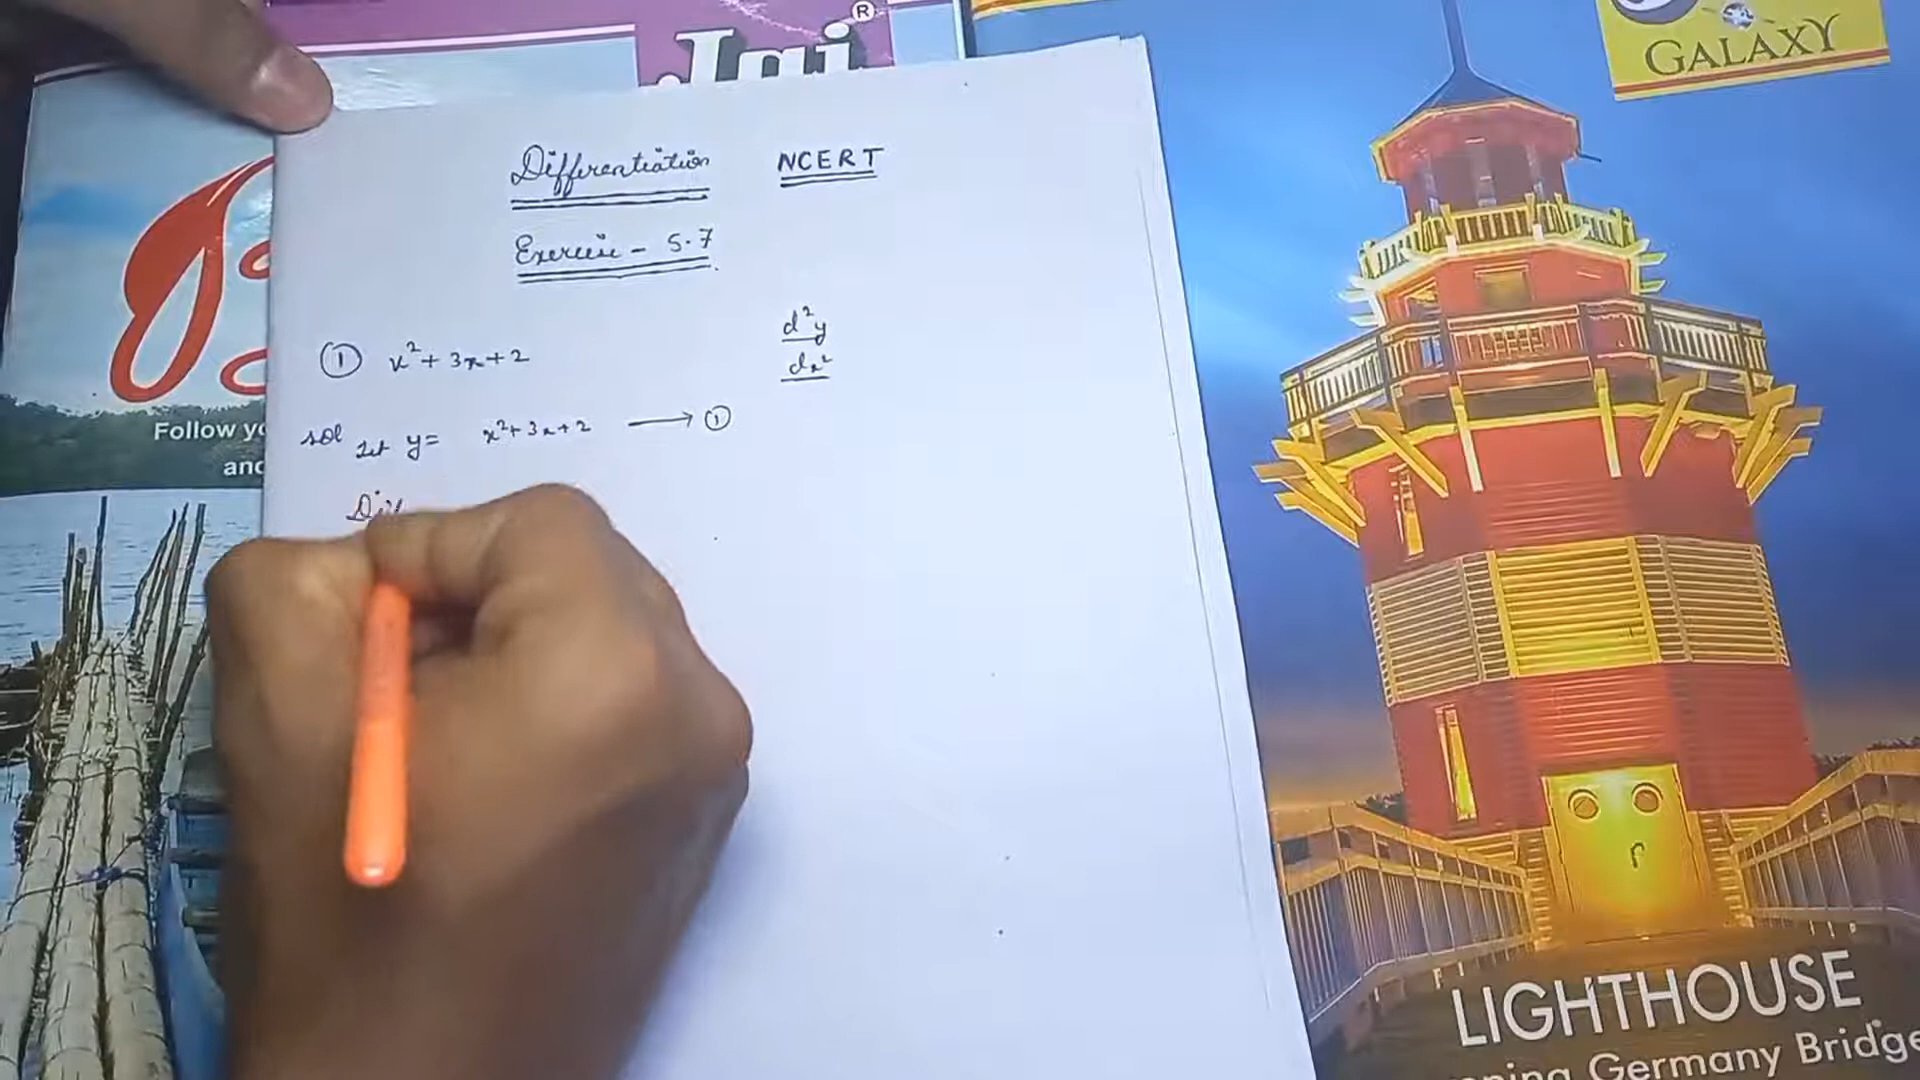 ®
Jai
GALAXY
Differentiation NCERT
Exercise - 5.7
① x² + 3x + 2
d²y
dx²
sol Let y = x² + 3x + 2 ⟶ ①
Follow
and
LIGHTHOUSE
Germany Bridge